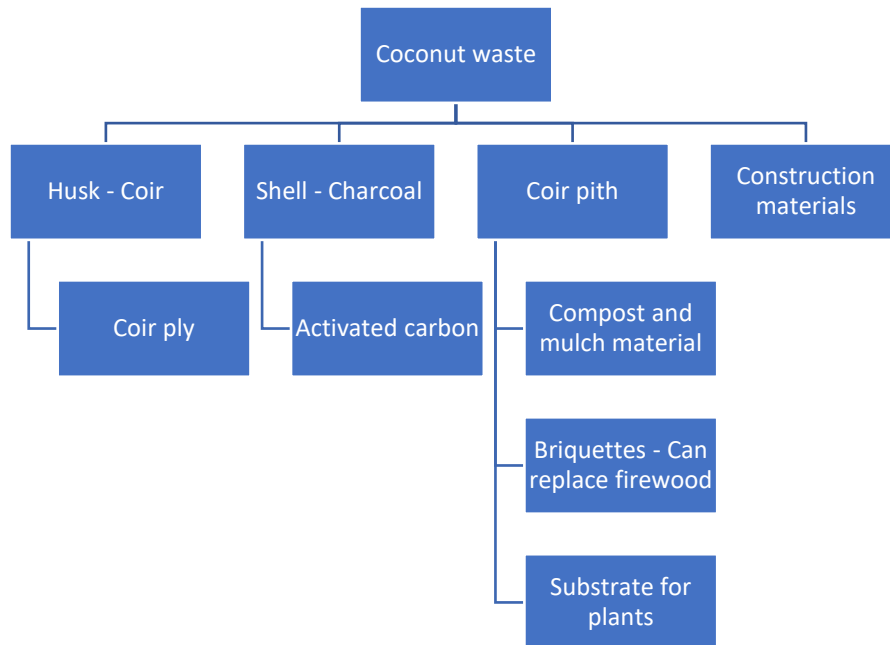 Coconut waste
Husk - Coir
Shell - Charcoal
Coir pith
Construction
materials
Coir ply
Activated carbon
Compost and
mulch material
Briquettes - Can
replace firewood
Substrate for
plants